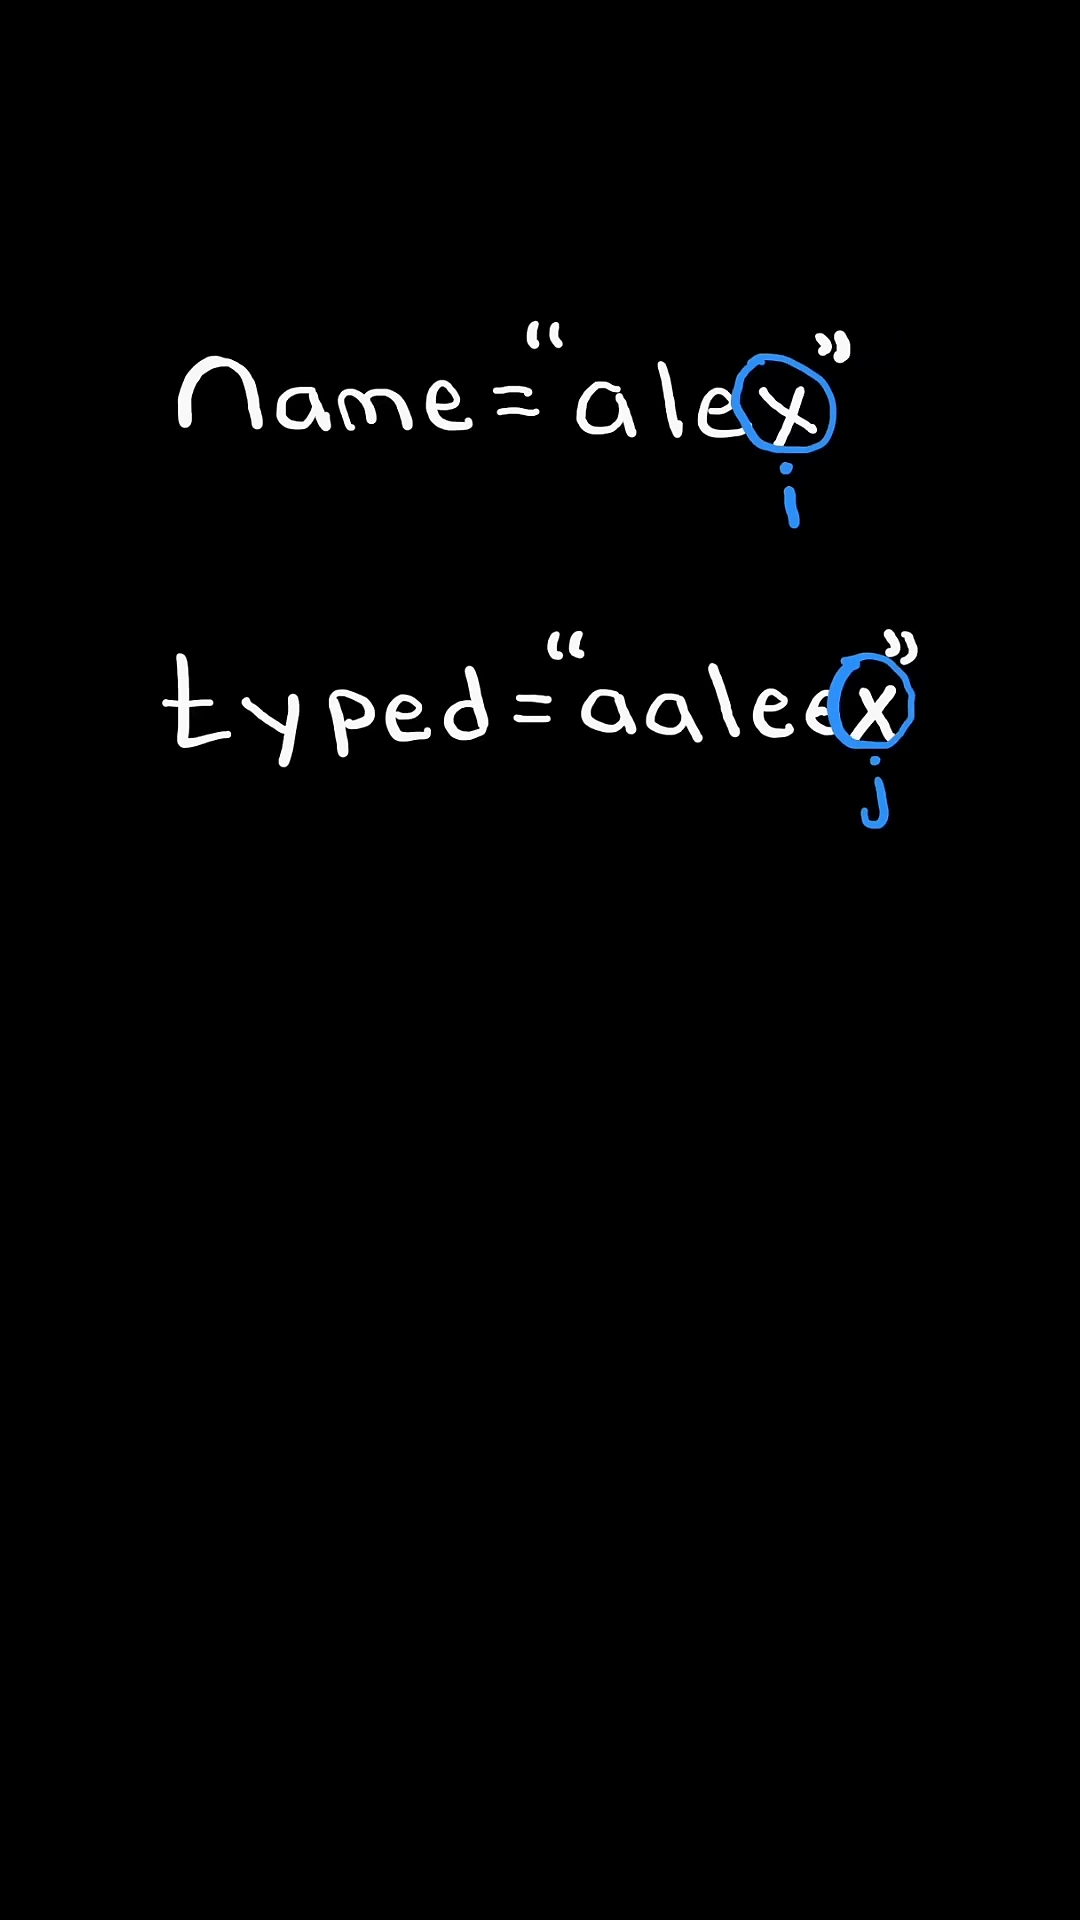 name = “alex”
i
typed = “aaleex”
j